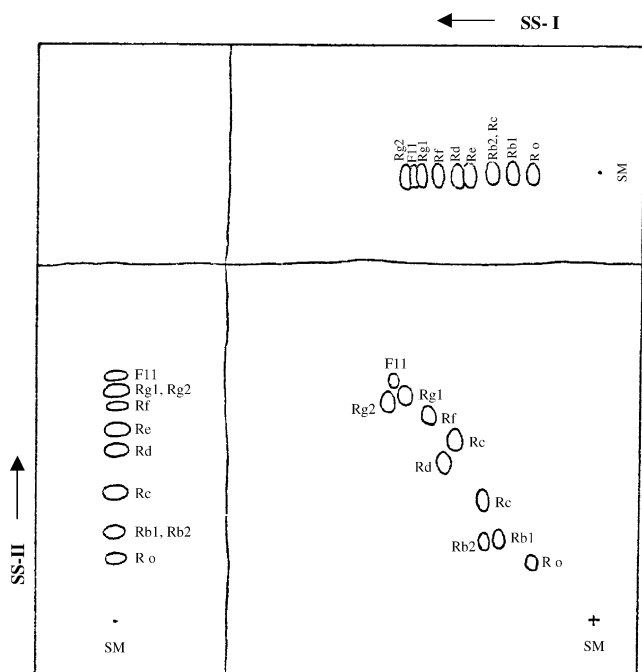 SS- I
Rg2
F11
Rg1
Rf
Rd
Re
Rb2, Rc
Rb1
R o
SM
F11
Rg1, Rg2
Rf
Re
Rd
Rc
Rb1, Rb2
R o
SM
SS-II
F11
Rg1
Rg2
Rf
Rc
Rd
Rc
Rb2
Rb1
R o
SM